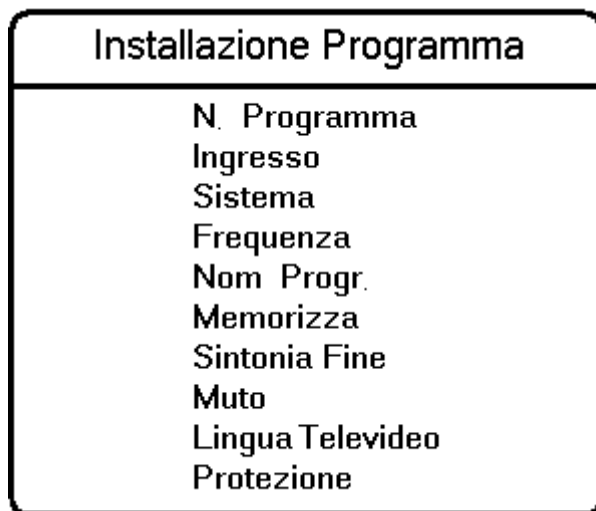 Installazione Programma
N. Programma
Ingresso
Sistema
Frequenza
Nom Progr.
Memorizza
Sintonia Fine
Muto
Lingua Televideo
Protezione